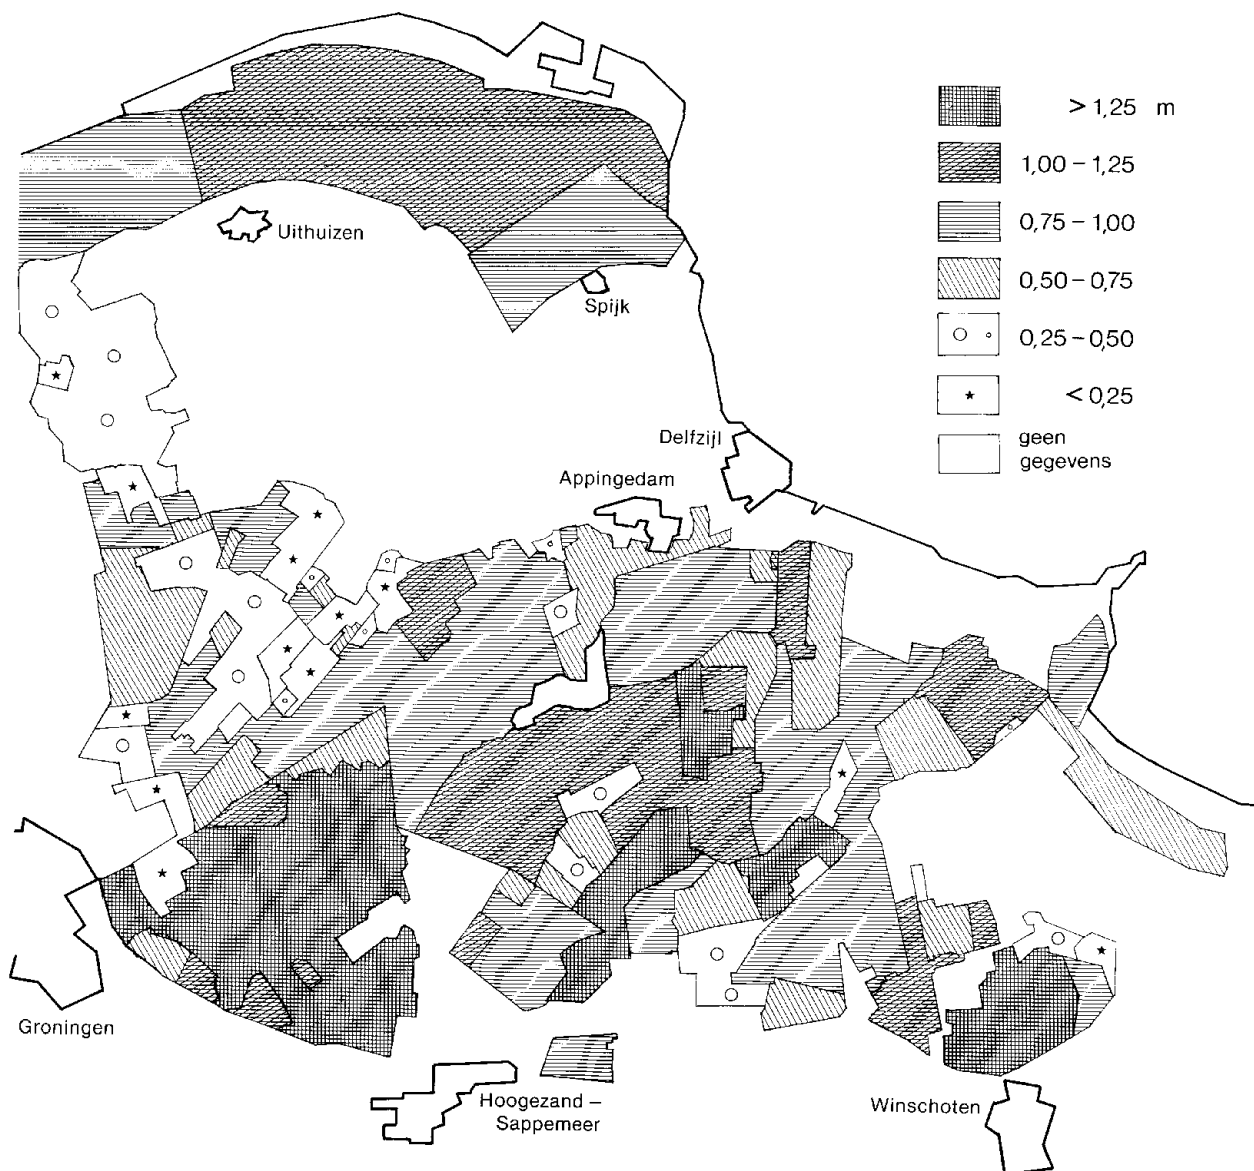 > 1,25 m
1,00 – 1,25
0,75 – 1,00
0,50 – 0,75
0,25 – 0,50
< 0,25
geen
gegevens
Uithuizen
Spijk
Delfzijl
Appingedam
Groningen
Hoogezand –
Sappemeer
Winschoten